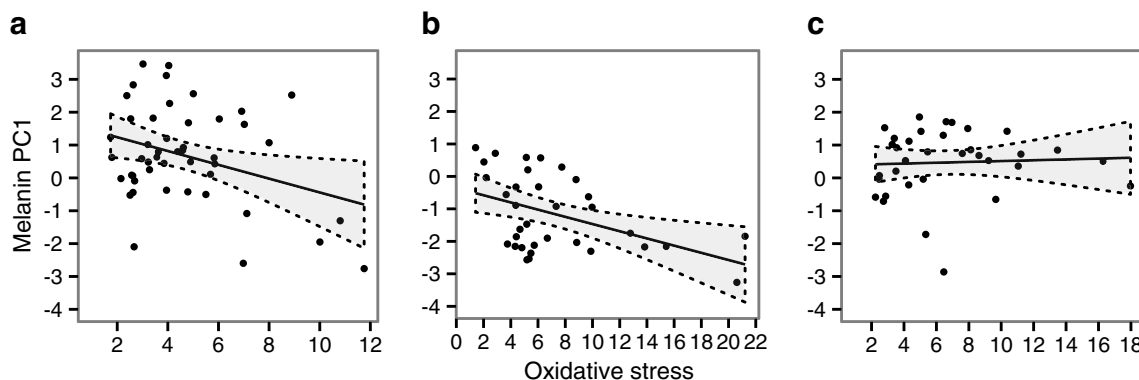 a b c
Melanin PC1
3 2 1 0 -1 -2 -3 -4
3 2 1 0 -1 -2 -3 -4
3 2 1 0 -1 -2 -3 -4
2 4 6 8 10 12
0 2 4 6 8 10 12 14 16 18 20 22
2 4 6 8 10 12 14 16 18
Oxidative stress